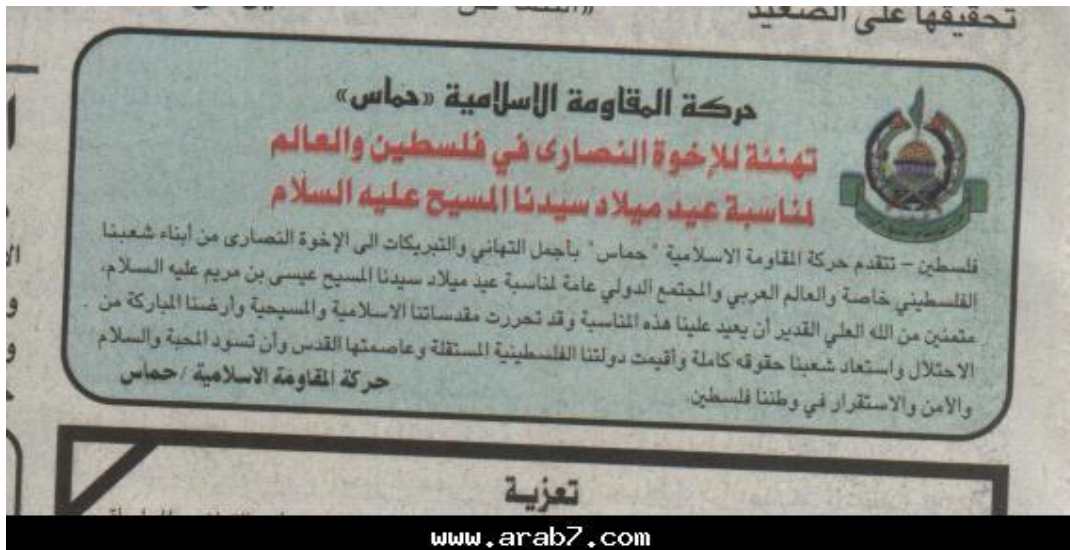 تحقيقها على الصعيد
حركة المقاومة الاسلامية «حماس»
تهنئة للإخوة النصارى في فلسطين والعالم
لمناسبة عيد ميلاد سيدنا المسيح عليه السلام
فلسطين – تتقدم حركة المقاومة الاسلامية "حماس" بأجمل التهاني والتبريكات الى الإخوة النصارى من أبناء شعبنا
الفلسطيني خاصة والعالم العربي والمجتمع الدولي عامة لمناسبة عيد ميلاد سيدنا المسيح عيسى بن مريم عليه السلام،
متمنين من الله العلي القدير أن يعيد علينا هذه المناسبة وقد تحررت مقدساتنا الاسلامية والمسيحية وارضنا المباركة من
الاحتلال واستعاد شعبنا حقوقه كاملة وأقيمت دولتنا الفلسطينية المستقلة وعاصمتها القدس وأن تسود المحبة والسلام
والامن والاستقرار في وطننا فلسطين.
حركة المقاومة الاسلامية / حماس
تعزية
www.arab7.com